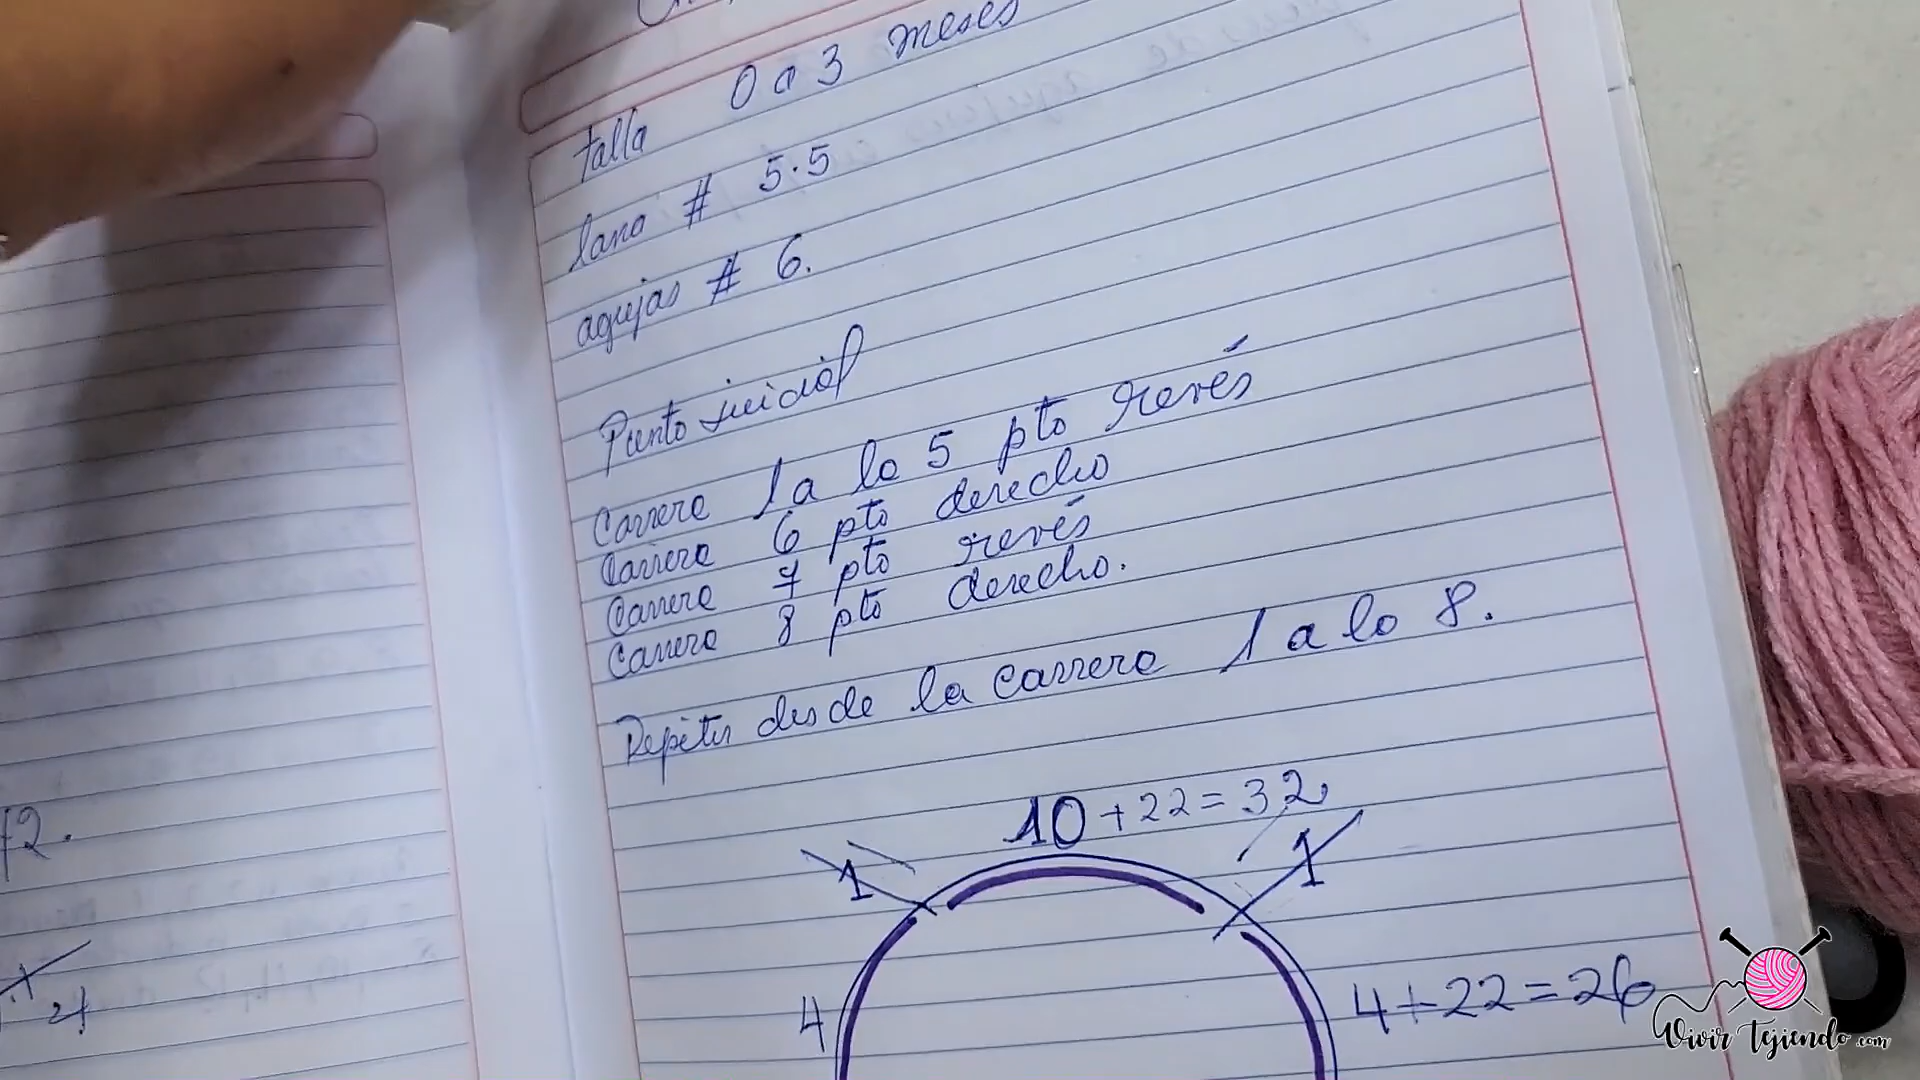 talla 0 a 3 meses
lana # 5.5
agujas # 6.
Punto inicial
Carrera 1 a la 5 pto revés
Carrera 6 pto derecho
Carrera 7 pto revés
Carrera 8 pto derecho.
Repetir desde la carrera 1 a la 8.
10 + 22 = 32
1
1
4
4 + 22 = 26
Vivir Tejiendo.com